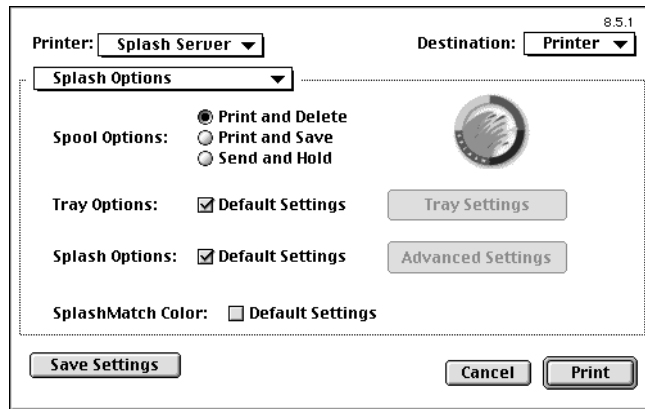 8.5.1
Printer: Splash Server Destination: Printer
Splash Options
Spool Options: Print and Delete
Print and Save
Send and Hold
Tray Options: Default Settings Tray Settings
Splash Options: Default Settings Advanced Settings
SplashMatch Color: Default Settings
Save Settings Cancel Print